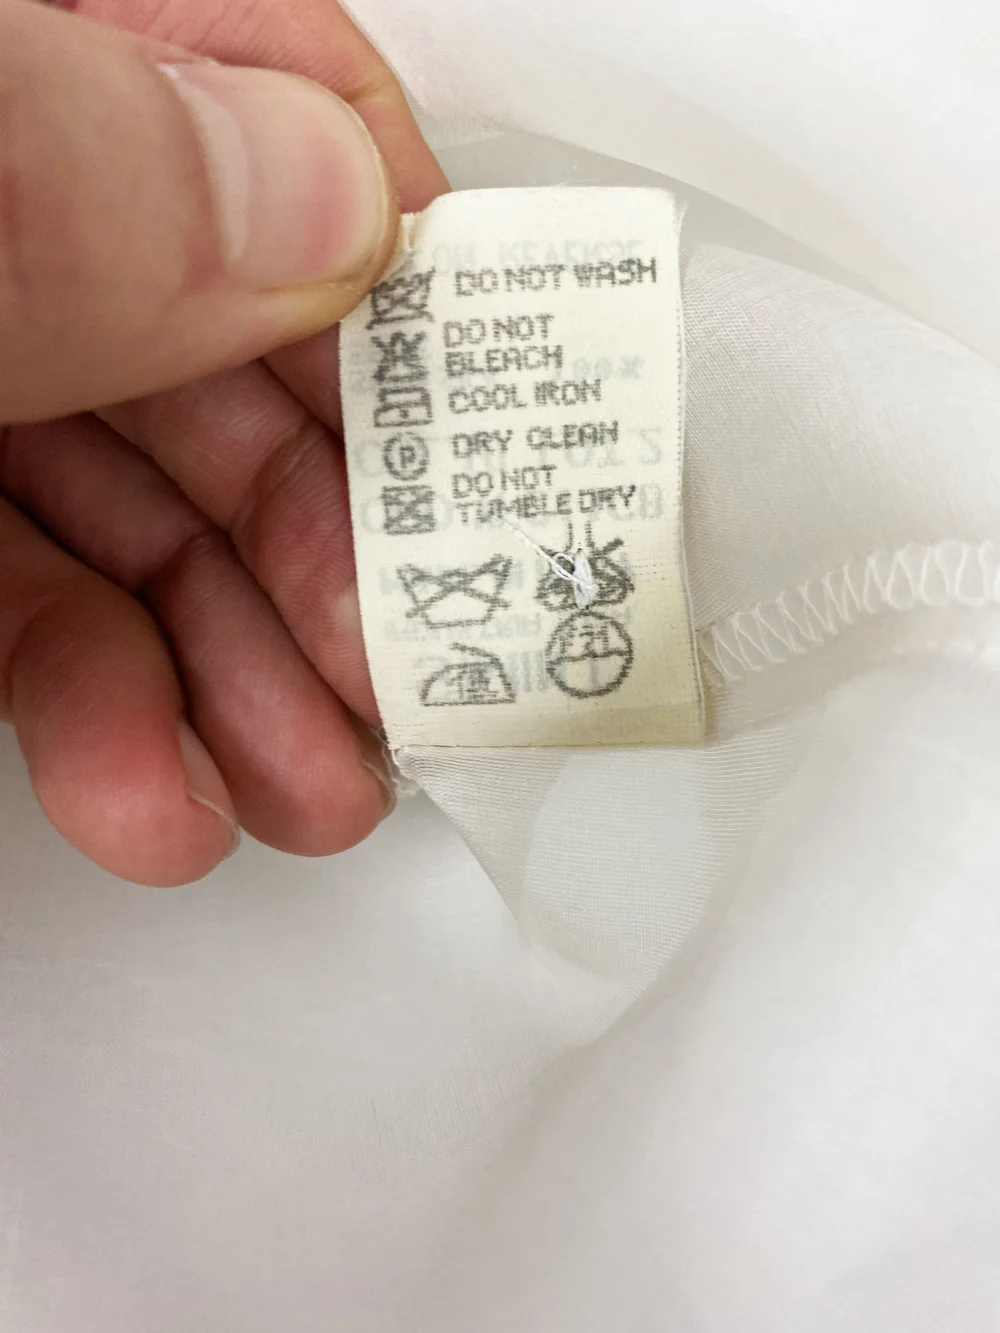 DO NOT WASH
DO NOT
BLEACH
COOL IRON
DRY CLEAN
DO NOT
TUMBLE DRY